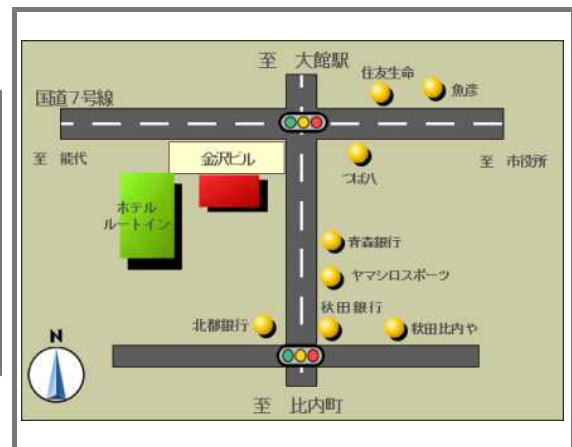 至 大館駅
住友生命
魚彦
国道7号線
至 能代
金沢ビル
つぼ八
至 市役所
ホテル
ルートイン
青森銀行
ヤマシロスポーツ
秋田銀行
北都銀行
秋田比内や
N
至 比内町